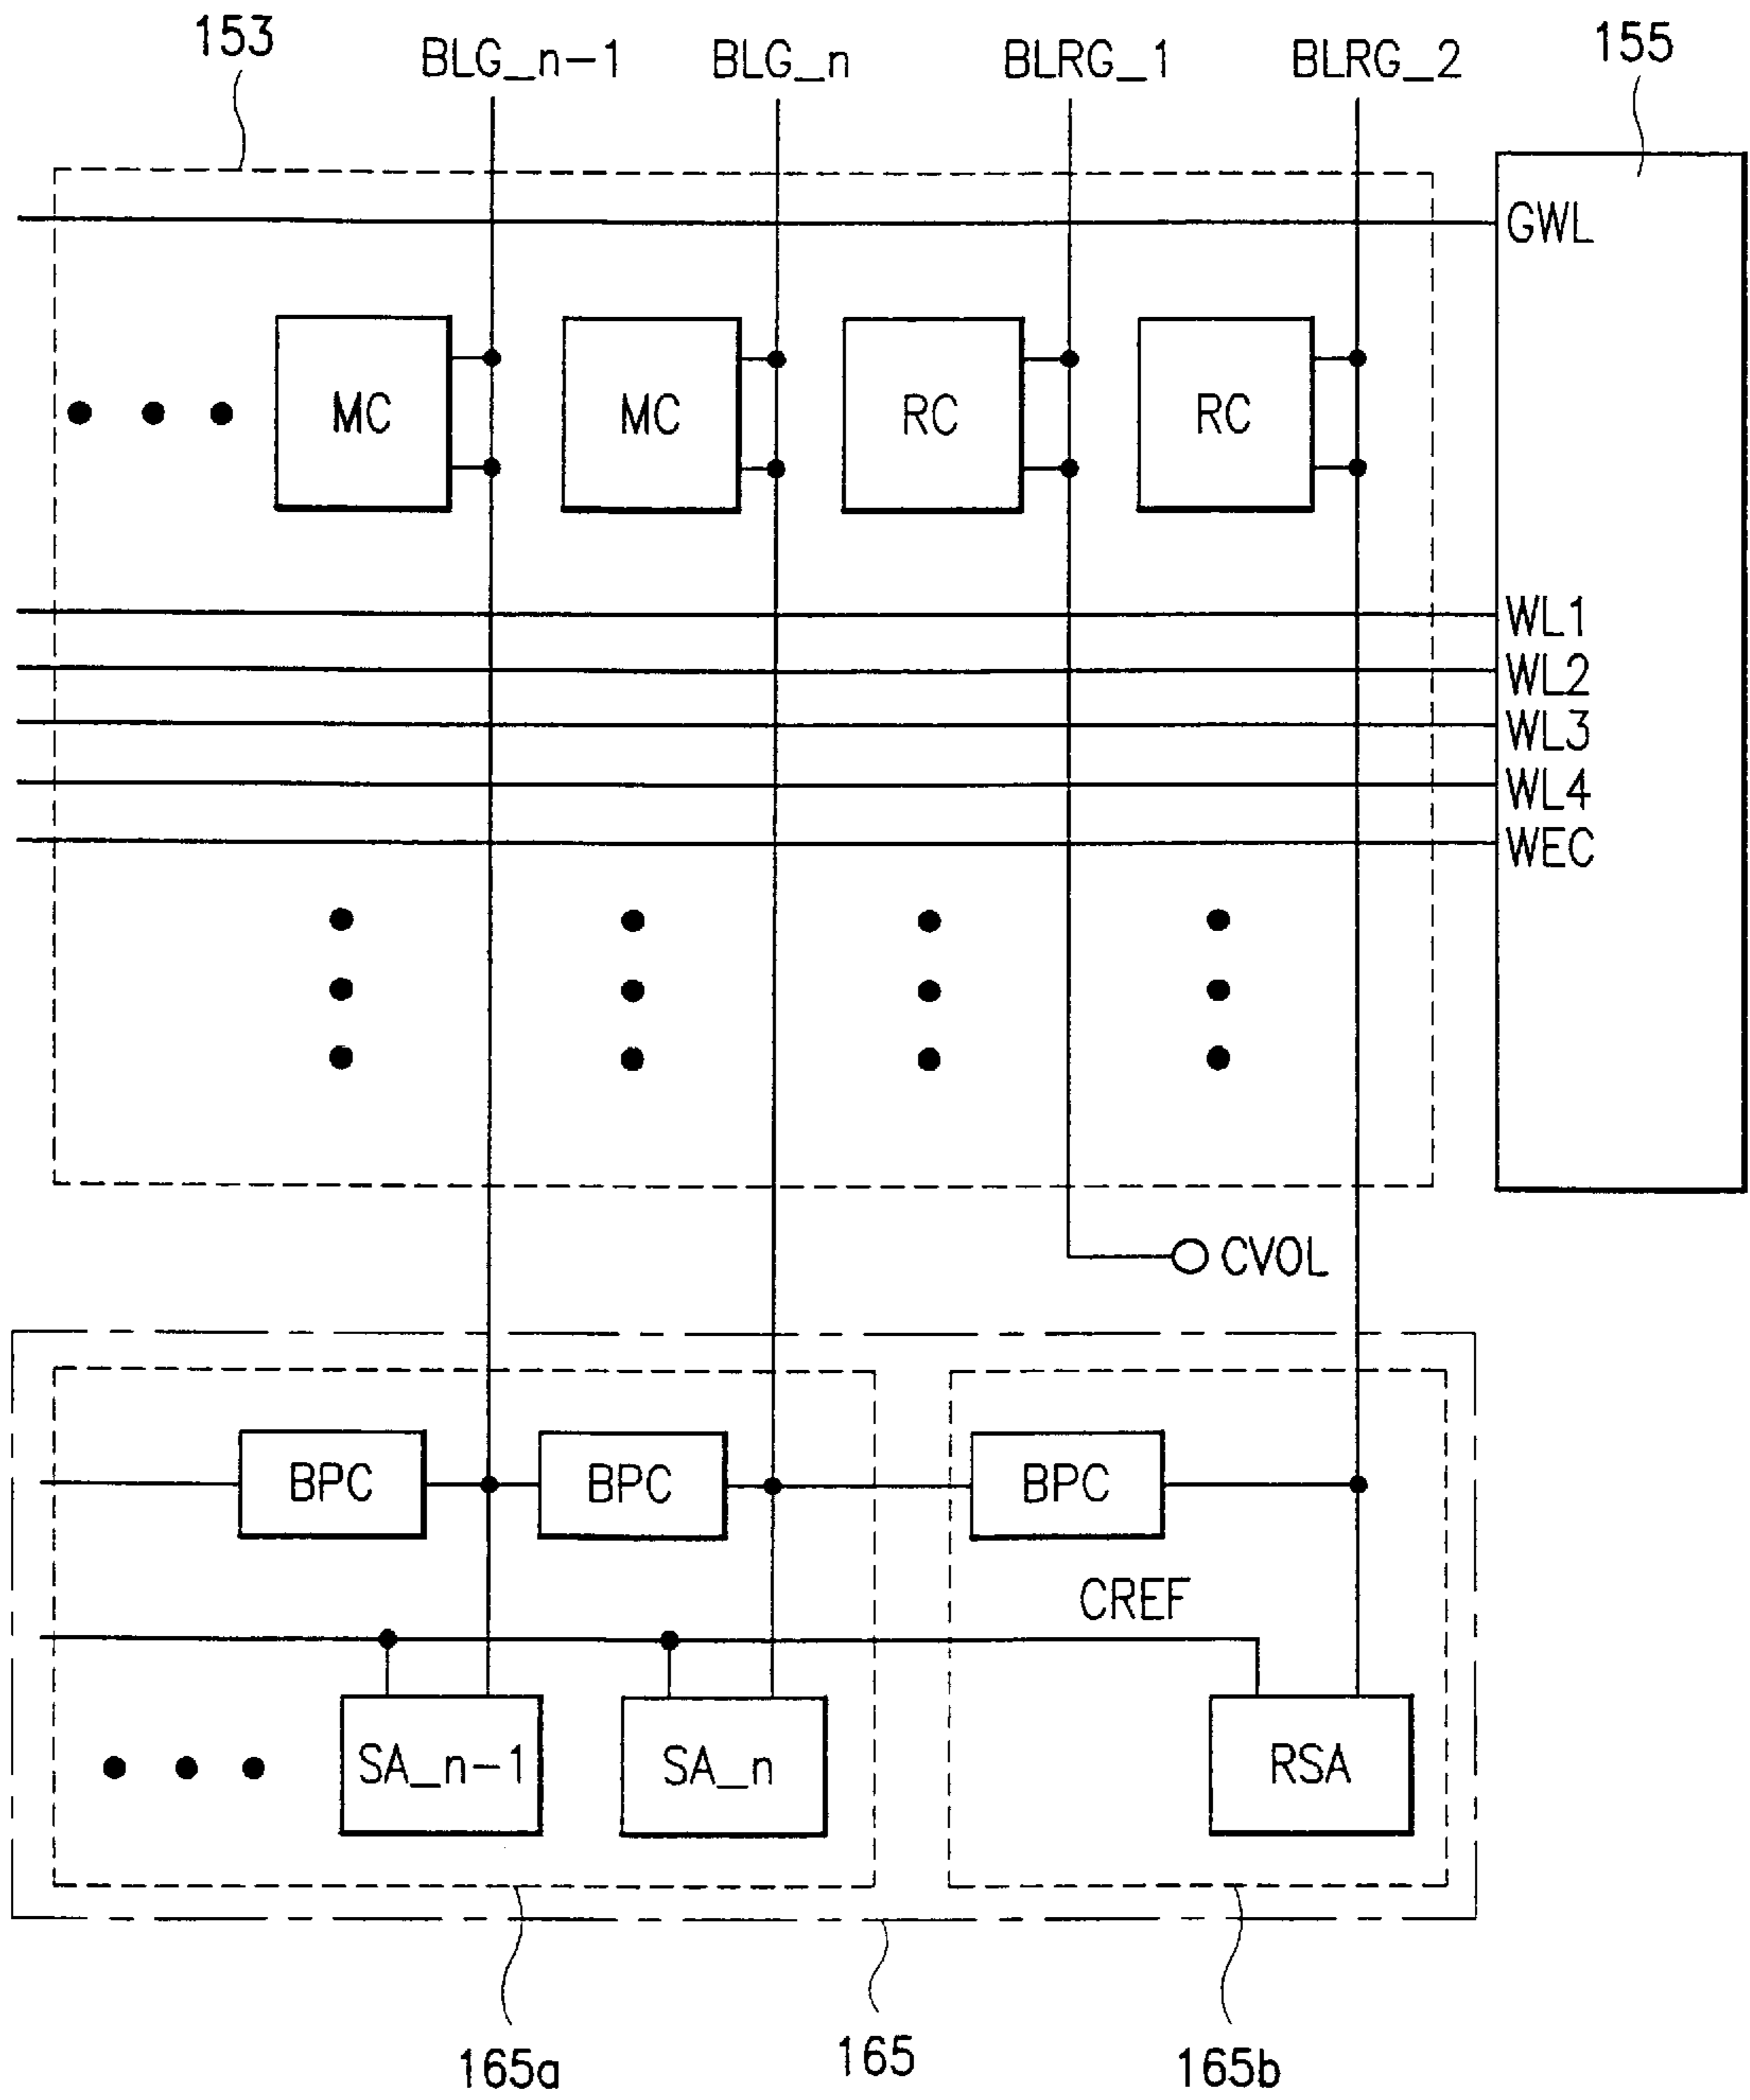 153
BLG_n-1
BLG_n
BLRG_1
BLRG_2
155
GWL
MC
MC
RC
RC
WL1
WL2
WL3
WL4
WEC
CVOL
BPC
BPC
BPC
CREF
SA_n-1
SA_n
RSA
165a
165
165b